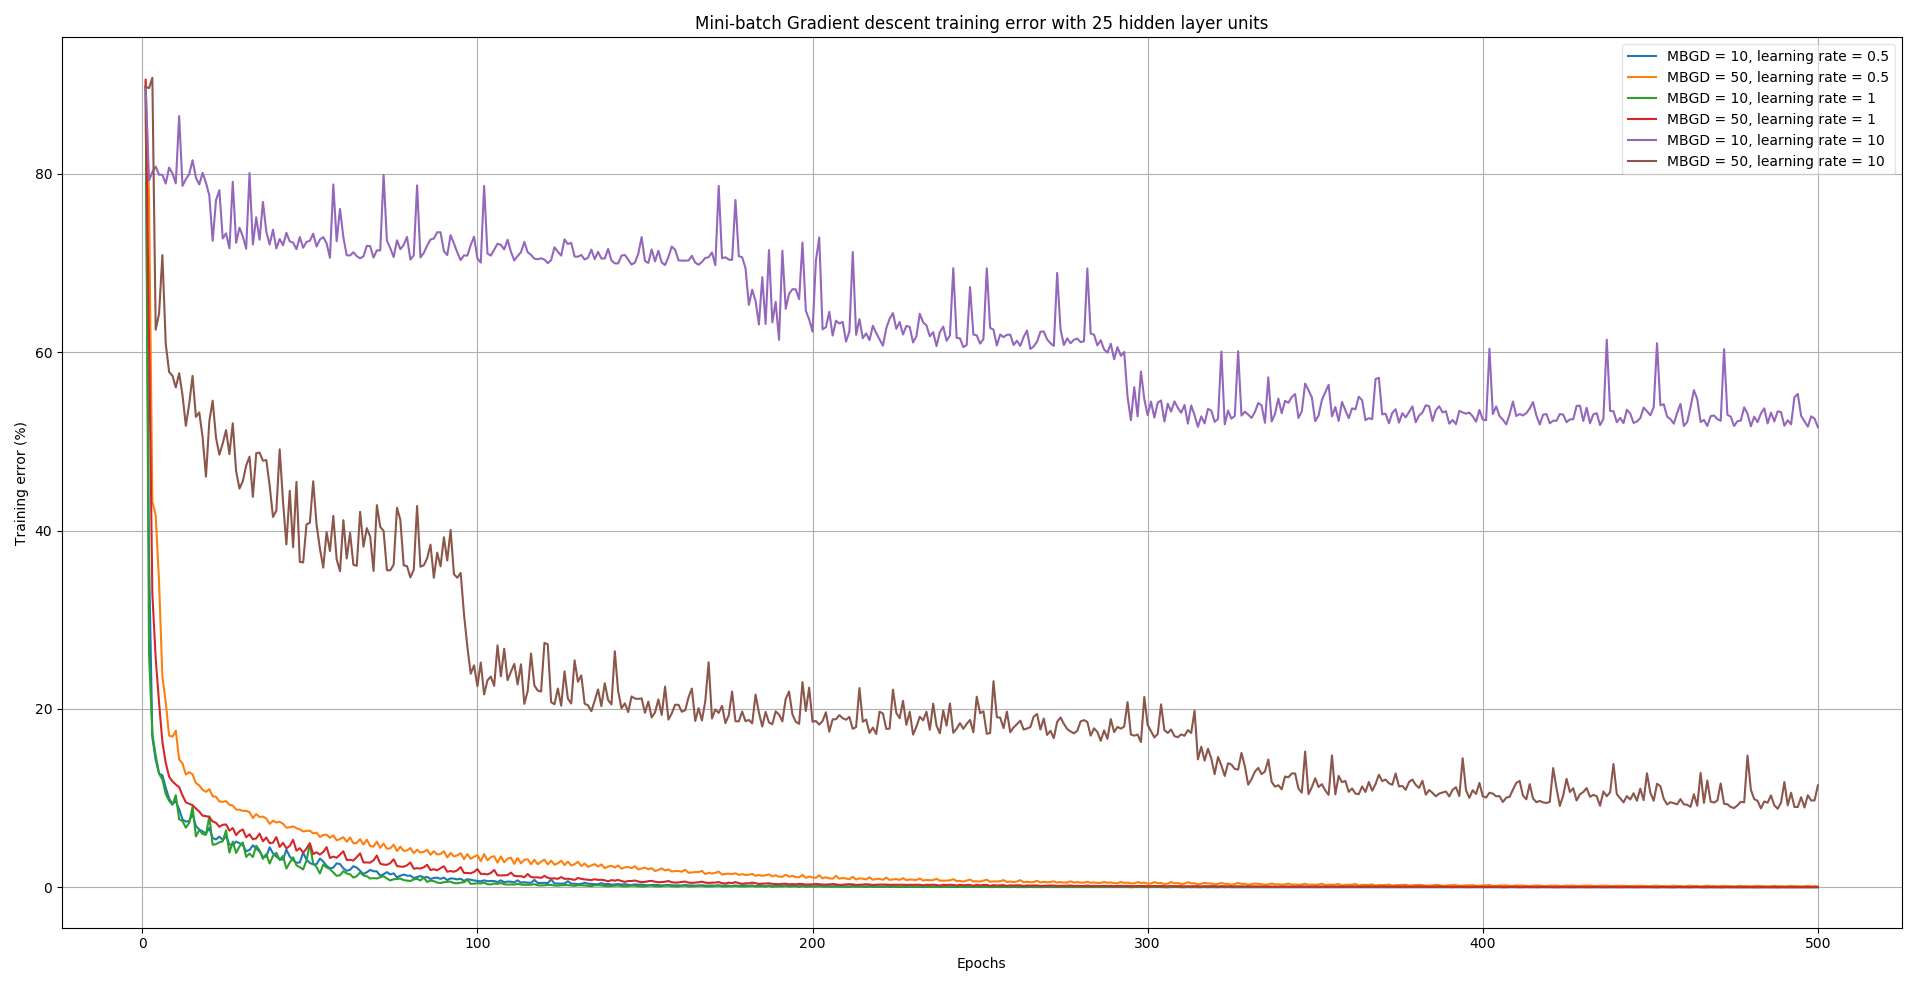 Mini-batch Gradient descent training error with 25 hidden layer units
MBGD = 10, learning rate = 0.5
MBGD = 50, learning rate = 0.5
MBGD = 10, learning rate = 1
MBGD = 50, learning rate = 1
MBGD = 10, learning rate = 10
MBGD = 50, learning rate = 10
Training error (%)
80
60
40
20
0
0 100 200 300 400 500
Epochs